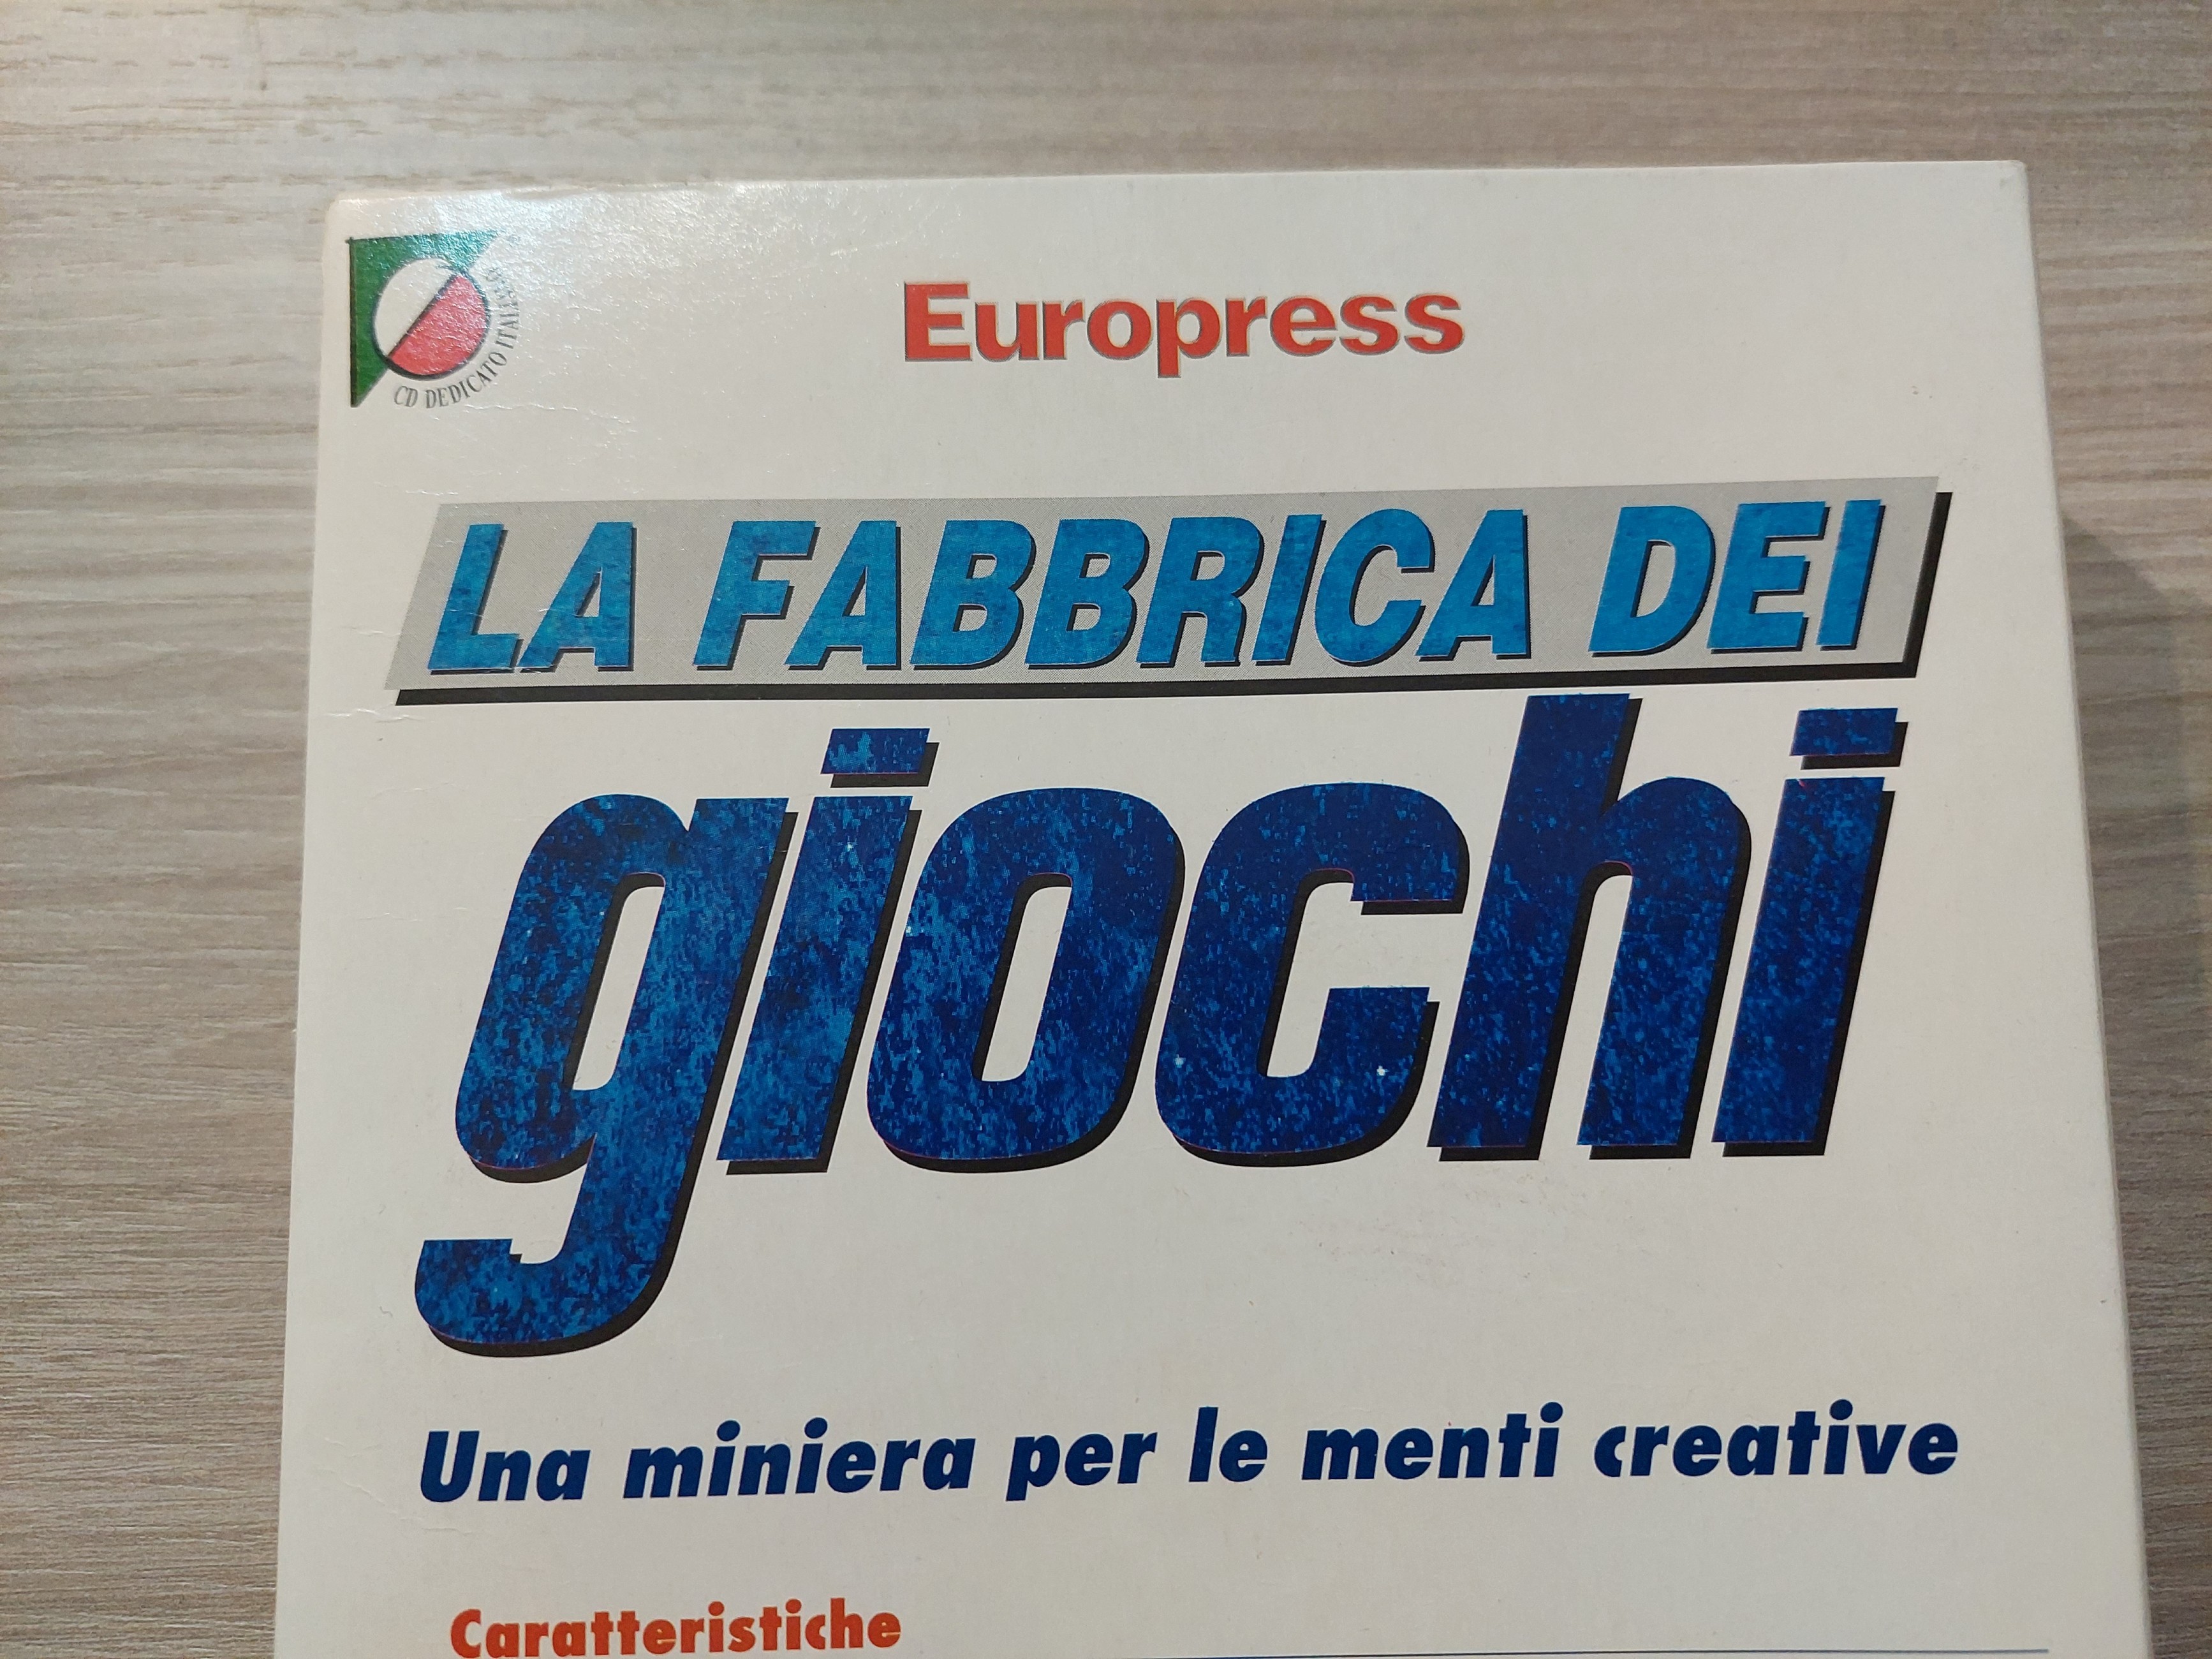 CD DEDICATO ITALIANO
Europress
LA FABBRICA DEI
giochi
Una miniera per le menti creative
Caratteristiche